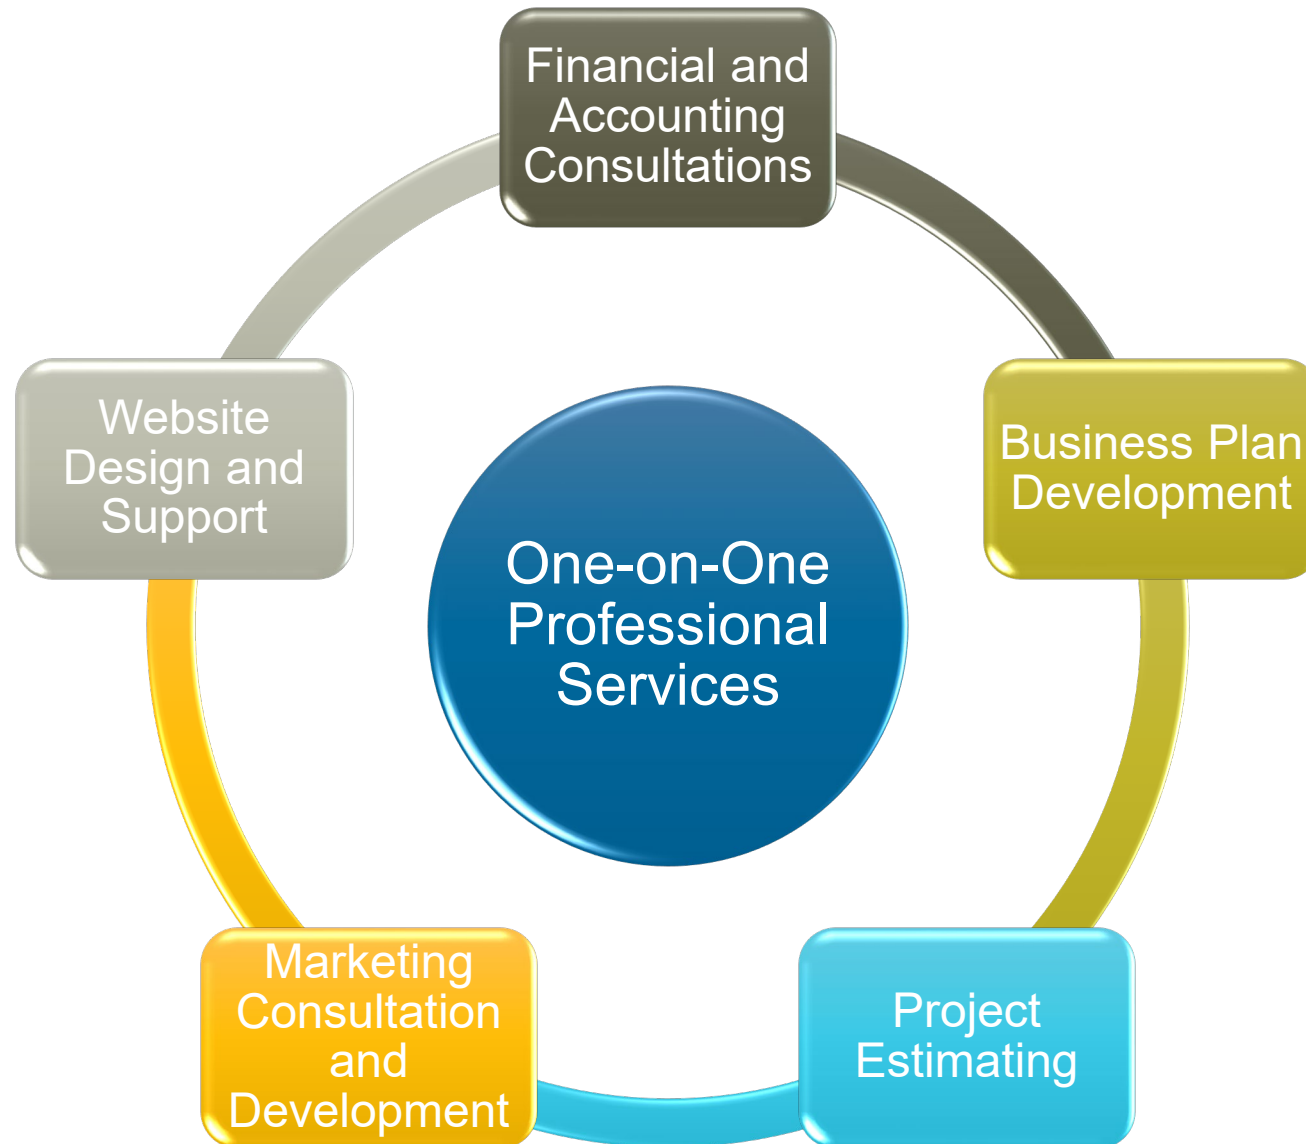 Financial and
Accounting
Consultations
Business Plan
Development
Project
Estimating
Marketing
Consultation
and
Development
Website
Design and
Support
One-on-One
Professional
Services